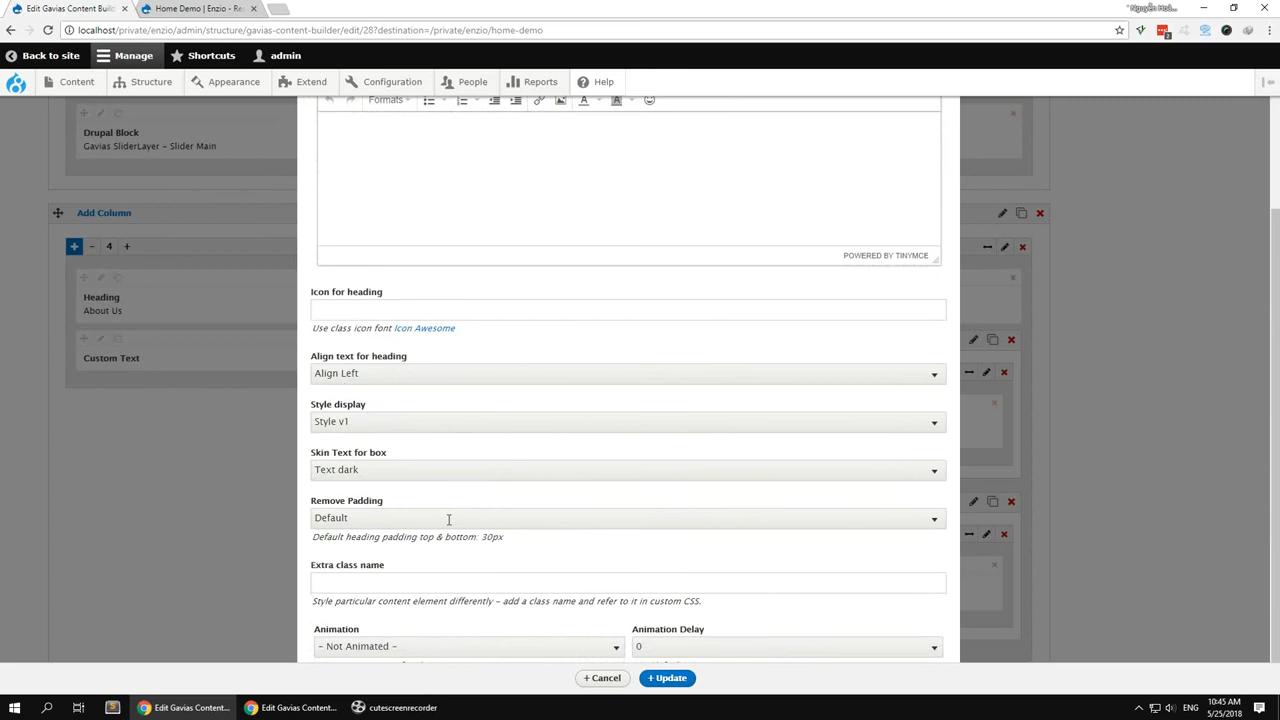 Edit Gavias Content Buil
Home Demo | Enzio - Re
localhost/private/enzio/admin/structure/gavias-content-builder/edit/28?destination=/private/enzio/home-demo
Back to site
Manage
Shortcuts
admin
Content
Structure
Appearance
Extend
Configuration
People
Reports
Help
Formats
Drupal Block
Gavias SliderLayer - Slider Main
POWERED BY TINYMCE
Add Column
4
Heading
About Us
Custom Text
Icon for heading
Use class icon font Icon Awesome
Align text for heading
Align Left
Style display
Style v1
Skin Text for box
Text dark
Remove Padding
Default
Default heading padding top & bottom: 30px
Extra class name
Style particular content element differently - add a class name and refer to it in custom CSS.
Animation
Animation Delay
- Not Animated -
0
+ Cancel
+ Update
Edit Gavias Content...
Edit Gavias Content...
cutescreenrecorder
ENG
10:45 AM
5/25/2018